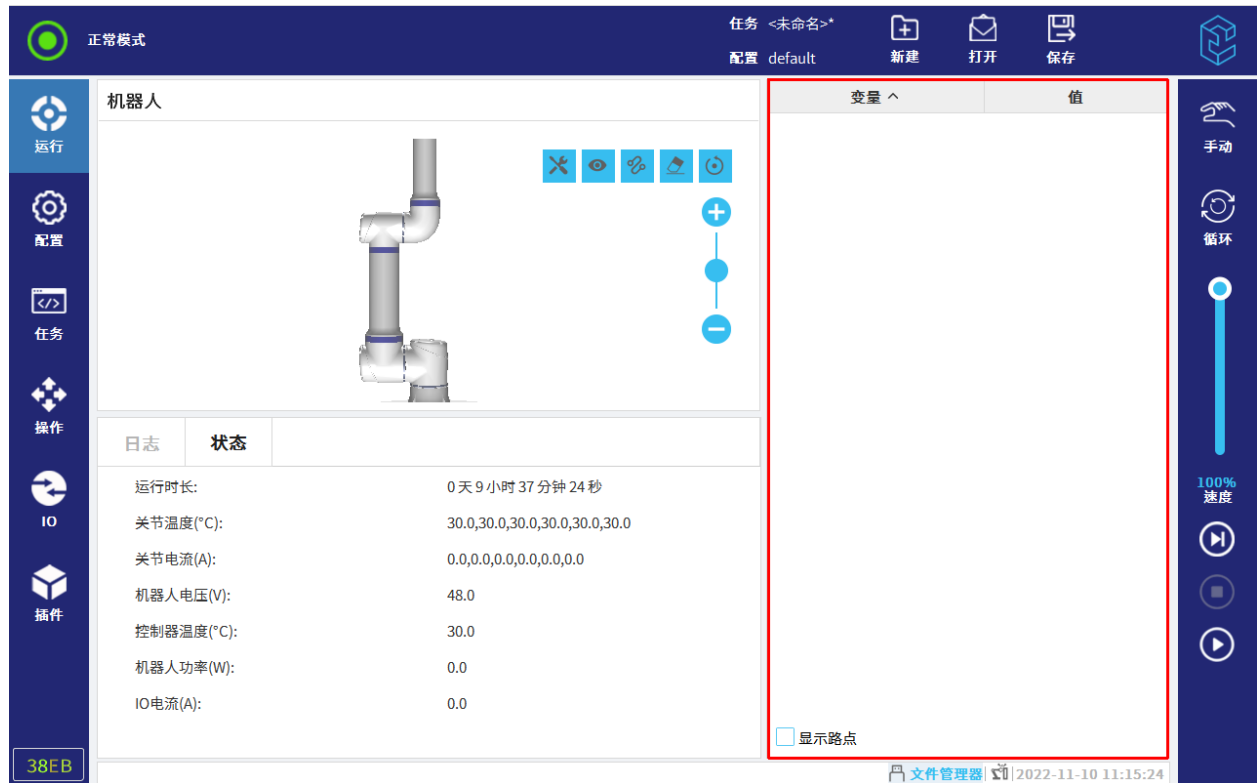 正常模式
任务 <未命名>*
配置 default
新建
打开
保存
运行
配置
任务
操作
IO
插件
38EB
机器人
日志 状态
运行时长: 0 天 9 小时 37 分钟 24 秒
关节温度(°C): 30.0,30.0,30.0,30.0,30.0,30.0
关节电流(A): 0.0,0.0,0.0,0.0,0.0,0.0
机器人电压(V): 48.0
控制器温度(°C): 30.0
机器人功率(W): 0.0
IO电流(A): 0.0
变量 值
显示路点
手动
循环
100%
速度
文件管理器 2022-11-10 11:15:24